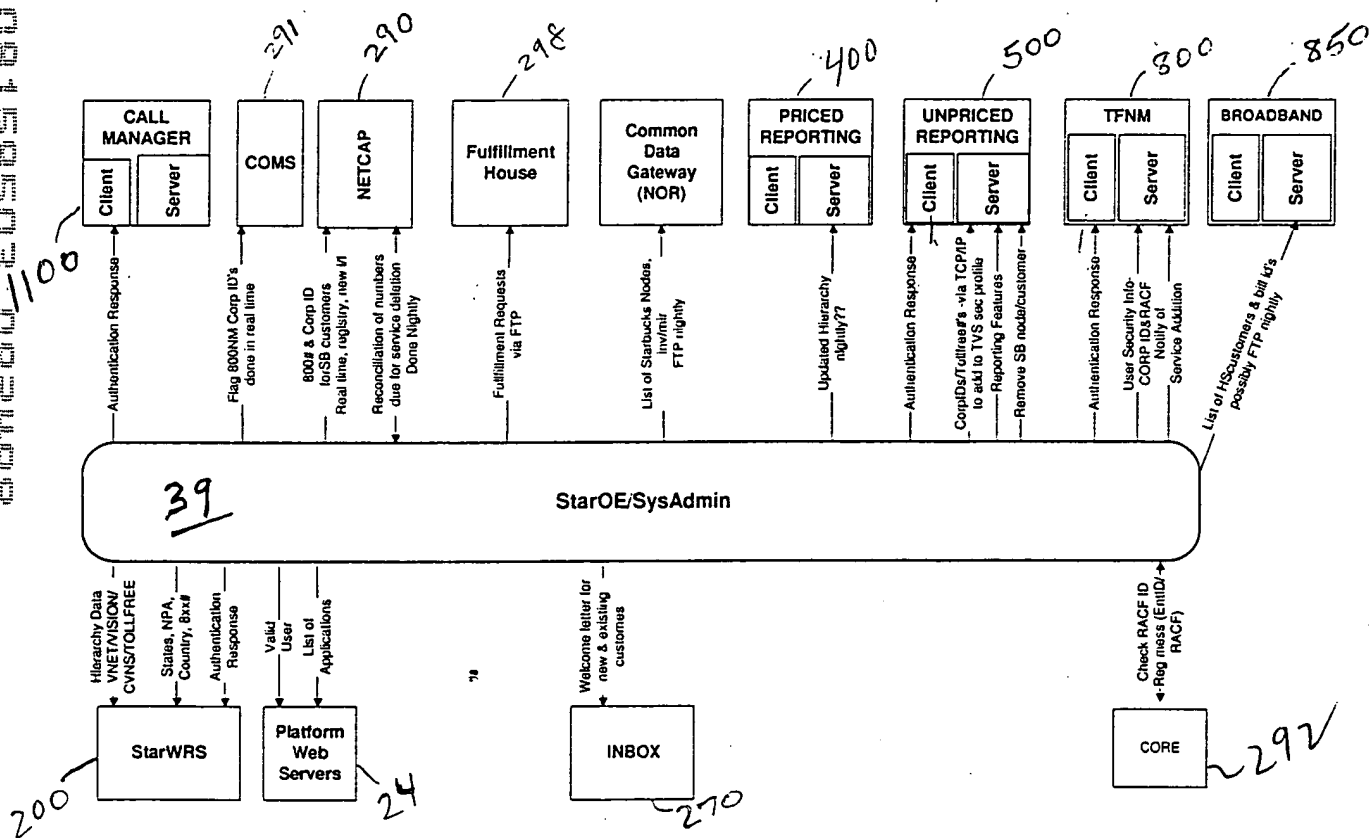 291
290
298
400
500
800
850
CALL
MANAGER
Client
Server
COMS
NETCAP
Fulfillment
House
Common
Data
Gateway
(NOR)
PRICED
REPORTING
Client
Server
UNPRICED
REPORTING
Client
Server
TFNM
Client
Server
BROADBAND
Client
Server
1100
Authentication Response
Flag 800NM Corp ID's
done in real time
800# & Corp ID
forSB customers
Real time, registry, new I/I
Reconciliation of numbers
due for service deletion
Done Nightly
Fulfillment Requests
via FTP
List of Starbucks Nodes,
Inv/mir
FTP nightly
Updated Hierarchy
nightly??
Authentication Response
CorpIDs/Tollfree#'s -via TCP/IP
to add to TVS sec profile
Reporting Features
Remove SB node/customer
Authentication Response
User Security Info-
CORP ID&RACF
Notify of
Service Addition
List of HScustomers & bill id's
possibly FTP nightly
39
StarOE/SysAdmin
Hierarchy Data
VNET/VISION/
CVNS/TOLLFREE
States, NPA,
Country, 8xx#
Authentication
Response
Valid
User
List of
Applications
Welcome letter for
new & existing
customes
Check RACF ID
Reg mess (EntID/
RACF)
StarWRS
Platform
Web
Servers
INBOX
CORE
200
24
270
292